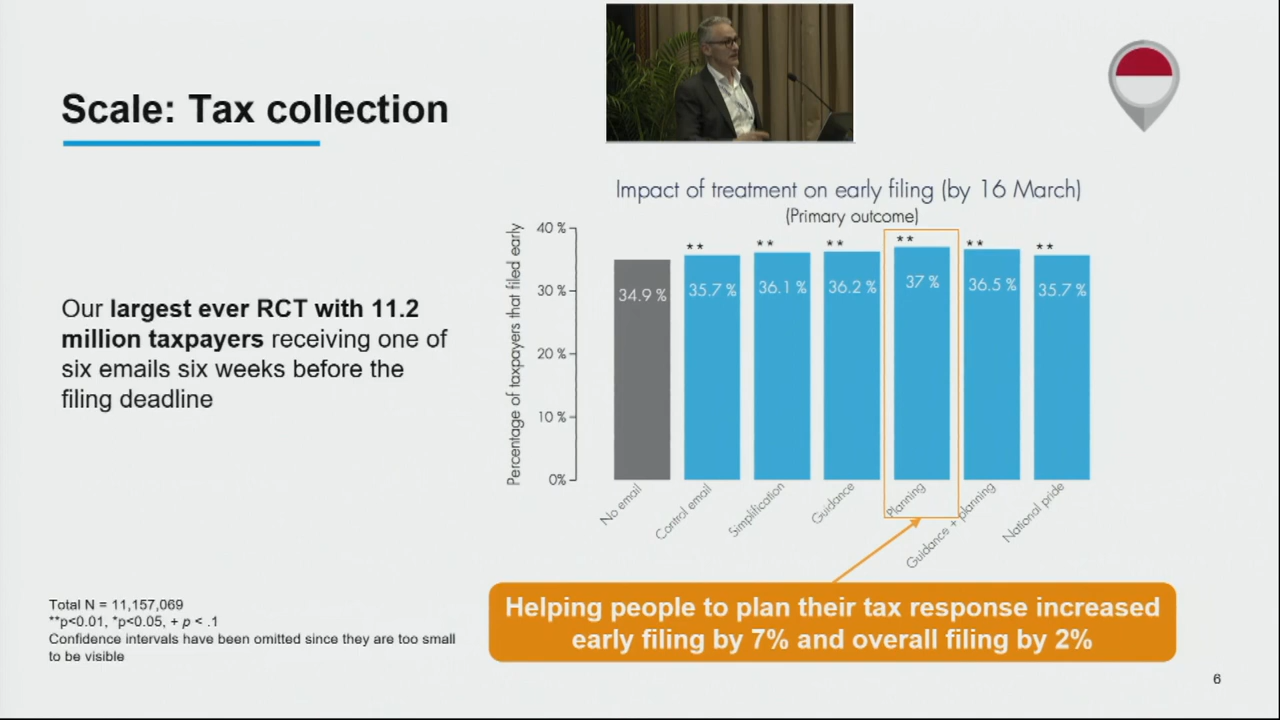 Scale: Tax collection
Our largest ever RCT with 11.2
million taxpayers receiving one of
six emails six weeks before the
filing deadline
Impact of treatment on early filing (by 16 March)
(Primary outcome)
Percentage of taxpayers that filed early
40 %
30 %
20 %
10 %
0%
34.9 %
** 35.7 %
** 36.1 %
** 36.2 %
** 37 %
** 36.5 %
** 35.7 %
No email
Control email
Simplification
Guidance
Planning
Guidance + planning
National pride
Helping people to plan their tax response increased
early filing by 7% and overall filing by 2%
Total N = 11,157,069
**p<0.01, *p<0.05, + p < .1
Confidence intervals have been omitted since they are too small
to be visible
6